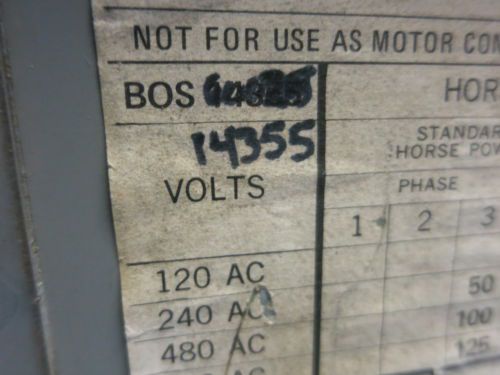 NOT FOR USE AS MOTOR CON
BOS
14355
HOR
STANDAR
HORSE POW
VOLTS
PHASE
1 2 3
120 AC
240 AC 50
480 AC 100
125